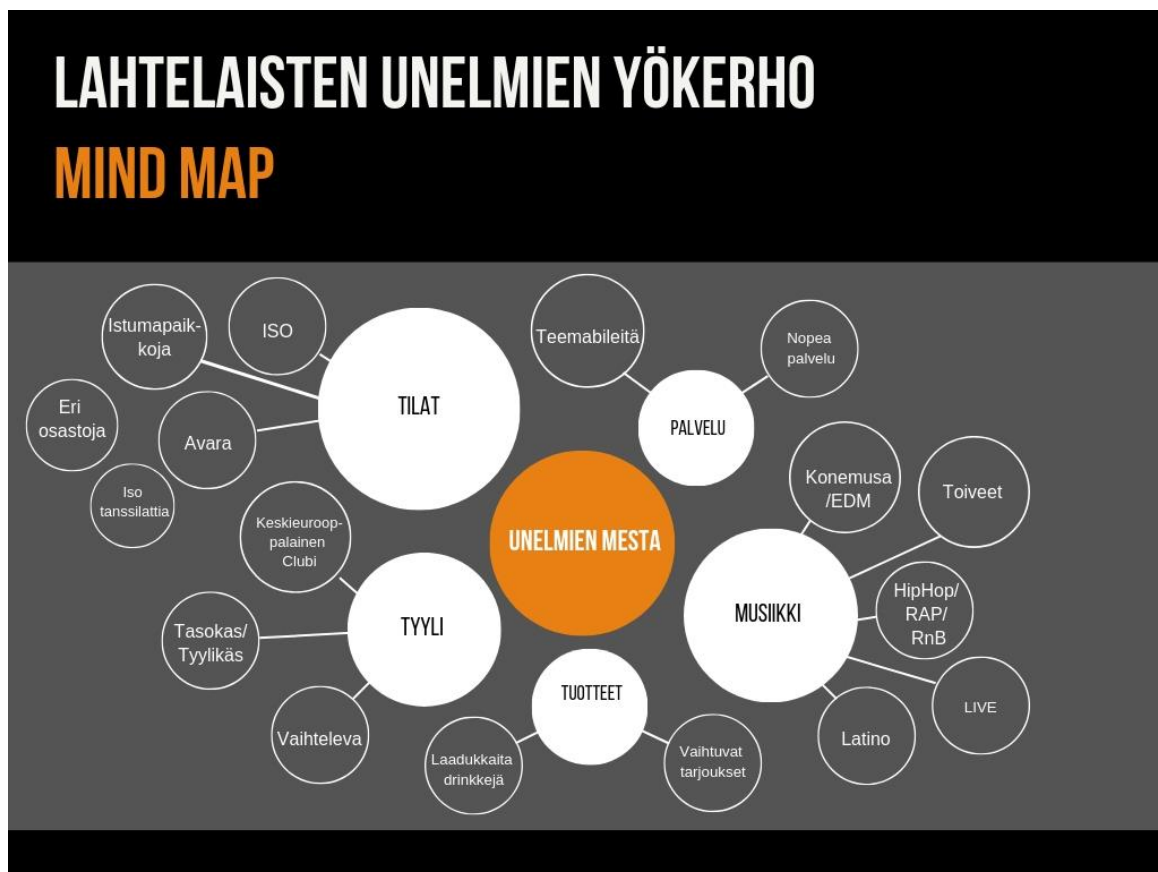 LAHTELAISTEN UNELMIEN YÖKERHO
MIND MAP
Istumapaik-
koja
ISO
Eri
osastoja
Avara
Iso
tanssilattia
TILAT
Teemabileitä
Nopea
palvelu
PALVELU
UNELMIEN MESTA
Keskieuroop-
palainen
Clubi
Tasokas/
Tyylikäs
Vaihteleva
TYYLI
Konemusa
/EDM
Toiveet
HipHop/
RAP/
RnB
LIVE
Latino
MUSIIKKI
TUOTTEET
Laadukkaita
drinkkejä
Vaihtuvat
tarjoukset